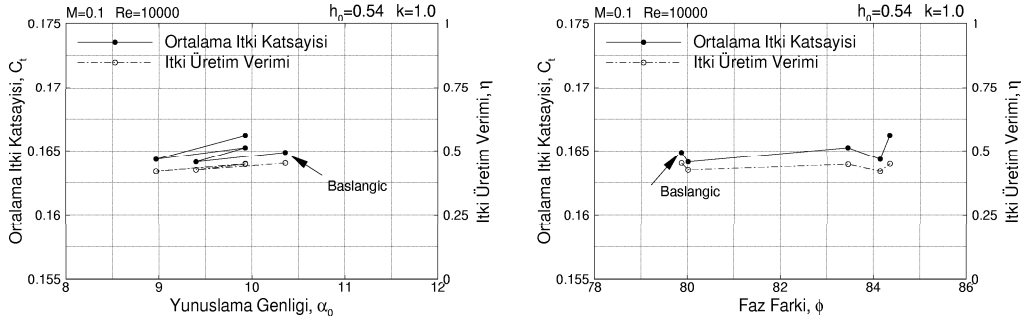 M=0.1 Re=10000 h₀=0.54 k=1.0
Ortalama Itki Katsayisi
Itki Üretim Verimi
Baslangic
Ortalama Itki Katsayisi, Cₜ
0.175
0.17
0.165
0.16
0.155
Itki Üretim Verimi, η
1
0.75
0.5
0.25
0
8 9 10 11 12
Yunuslama Genligi, α₀
M=0.1 Re=10000 h₀=0.54 k=1.0
Ortalama Itki Katsayisi
Itki Üretim Verimi
Baslangic
Ortalama Itki Katsayisi, Cₜ
0.175
0.17
0.165
0.16
0.155
Itki Üretim Verimi, η
1
0.75
0.5
0.25
0
78 80 82 84 86
Faz Farki, ϕ